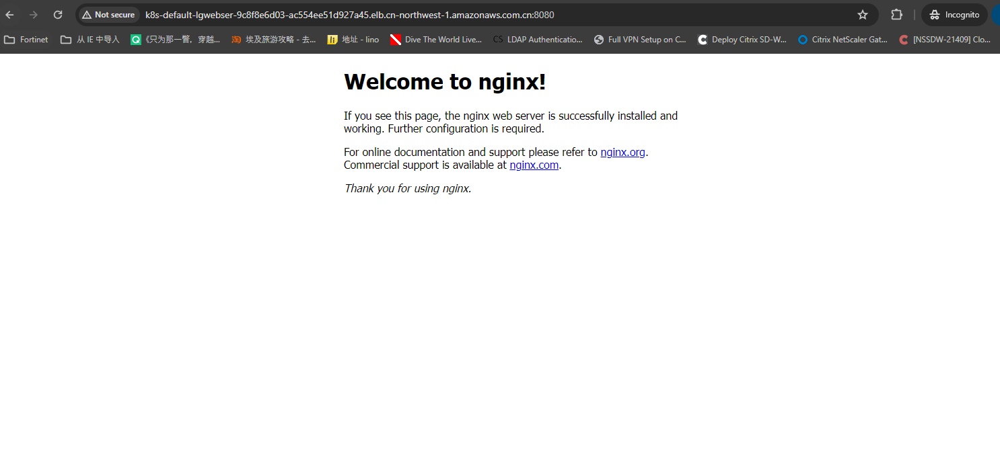 Not secure k8s-default-lgwebser-9c8f8e6d03-ac554ee51d927a45.elb.cn-northwest-1.amazonaws.com.cn:8080 Incognito
Fortinet 从 IE 中导入 《只为那一瞥，穿越... 埃及旅游攻略 - 去... 地址 - lino Dive The World Live... CS LDAP Authenticatio... Full VPN Setup on C... Deploy Citrix SD-W... Citrix NetScaler Gat... [NSSDW-21409] Clo...
Welcome to nginx!
If you see this page, the nginx web server is successfully installed and
working. Further configuration is required.
For online documentation and support please refer to nginx.org.
Commercial support is available at nginx.com.
Thank you for using nginx.